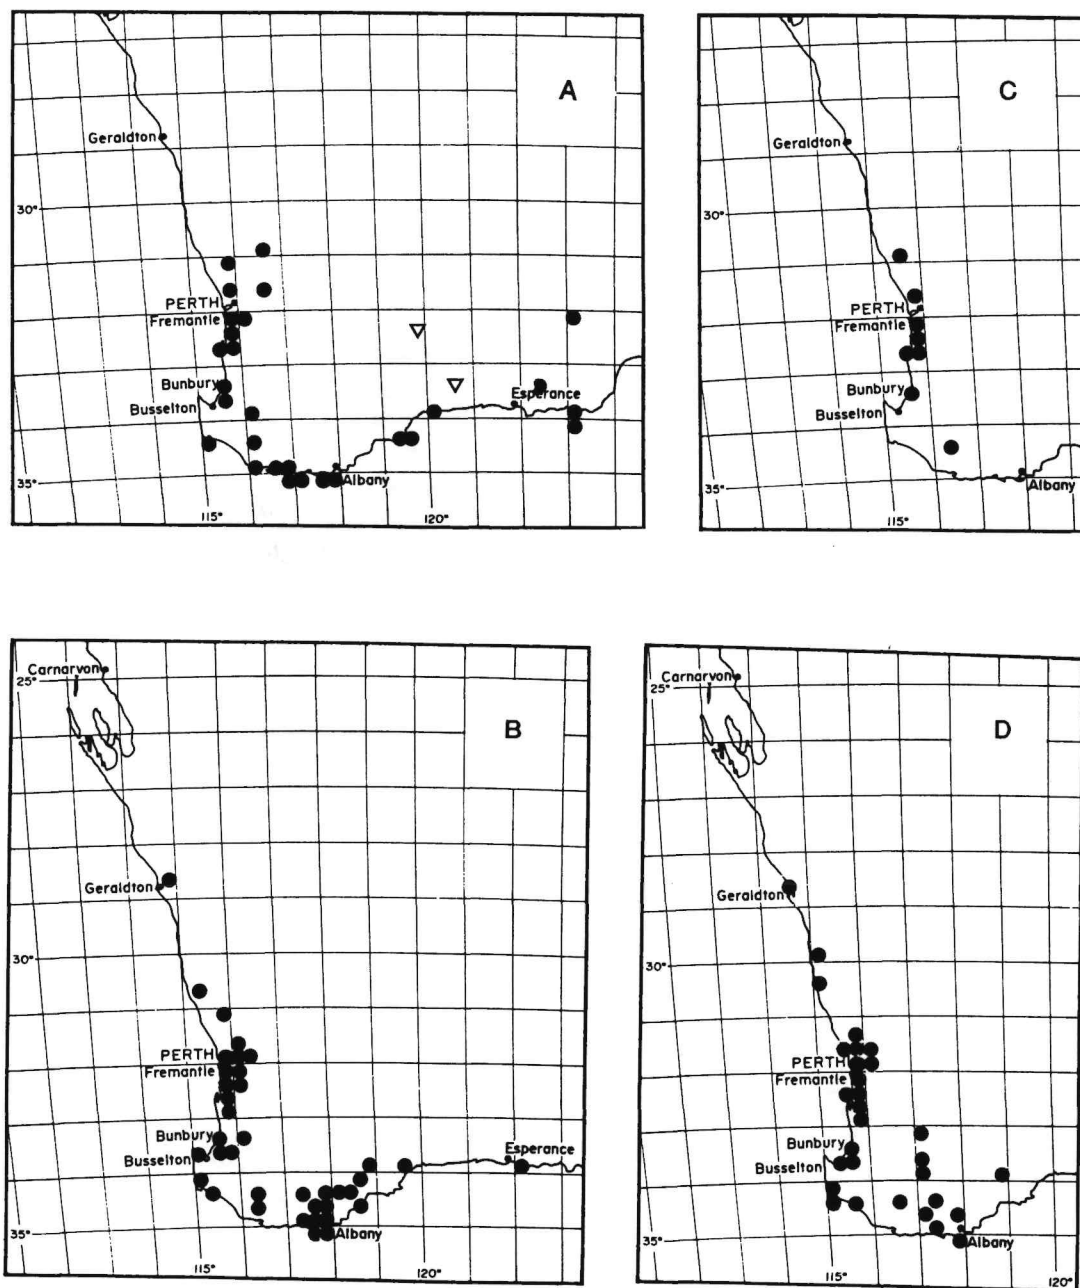 A
Geraldton
30°
PERTH
Fremantle
Bunbury
Busselton
Esperance
Albany
35°
115°
120°
C
Geraldton
30°
PERTH
Fremantle
Bunbury
Busselton
Albany
35°
115°
Carnarvon
25°
B
Geraldton
30°
PERTH
Fremantle
Bunbury
Busselton
Esperance
Albany
35°
115°
120°
Carnarvon
25°
D
Geraldton
30°
PERTH
Fremantle
Bunbury
Busselton
Albany
35°
115°
120°